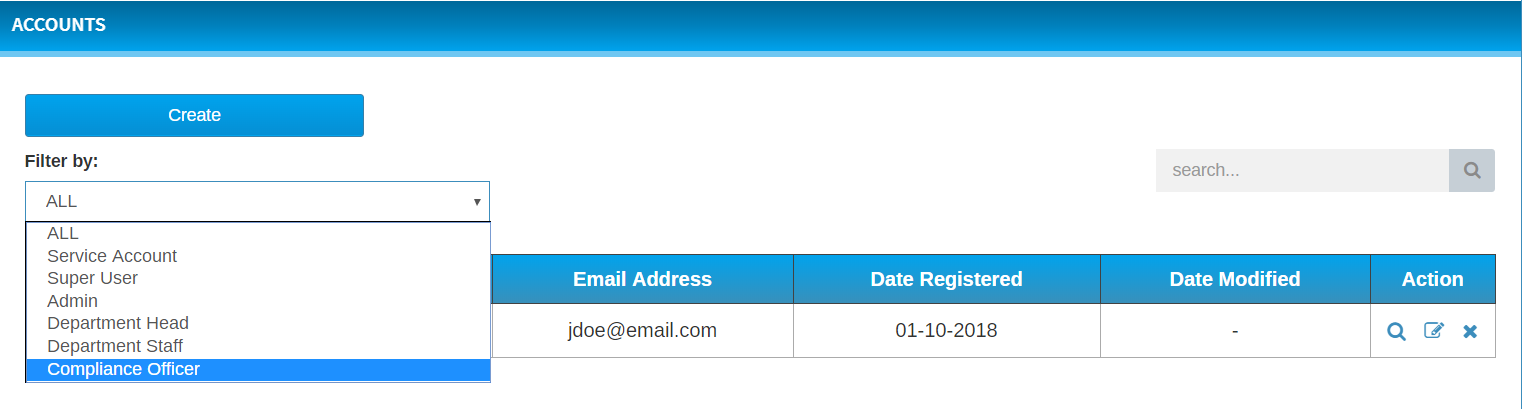 ACCOUNTS
Create
Filter by:
search...
ALL
ALL
Service Account
Super User
Admin
Department Head
Department Staff
Compliance Officer
Email Address Date Registered Date Modified Action
jdoe@email.com 01-10-2018 -